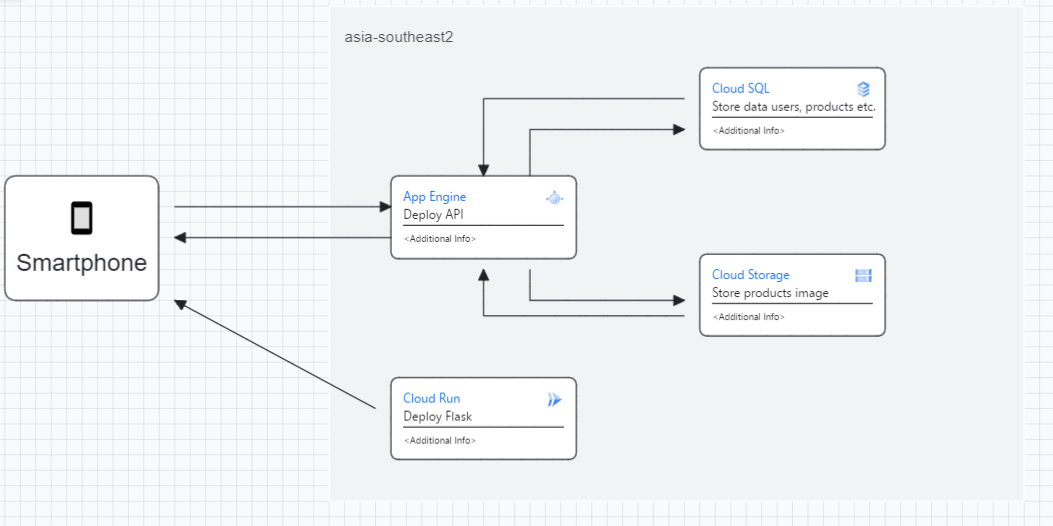 asia-southeast2
Cloud SQL
Store data users, products etc.
<Additional Info>
Smartphone
App Engine
Deploy API
<Additional Info>
Cloud Storage
Store products image
<Additional Info>
Cloud Run
Deploy Flask
<Additional Info>